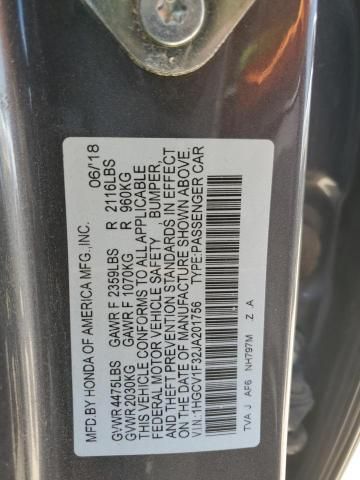 MFD.BY HONDA OF AMERICA MFG.,INC. 06/18
GVWR 4475LBS GAWR F 2359LBS R 2116LBS
GVWR 2030KG GAWR F 1070KG R 960KG
THIS VEHICLE CONFORMS TO ALL APPLICABLE
FEDERAL MOTOR VEHICLE SAFETY, BUMPER,
AND THEFT PREVENTION STANDARDS IN EFFECT
ON THE DATE OF MANUFACTURE SHOWN ABOVE.
V.I.N.:1HGCV1F32JA201756 TYPE:PASSENGER CAR
TVA J AF6 NH797M Z A